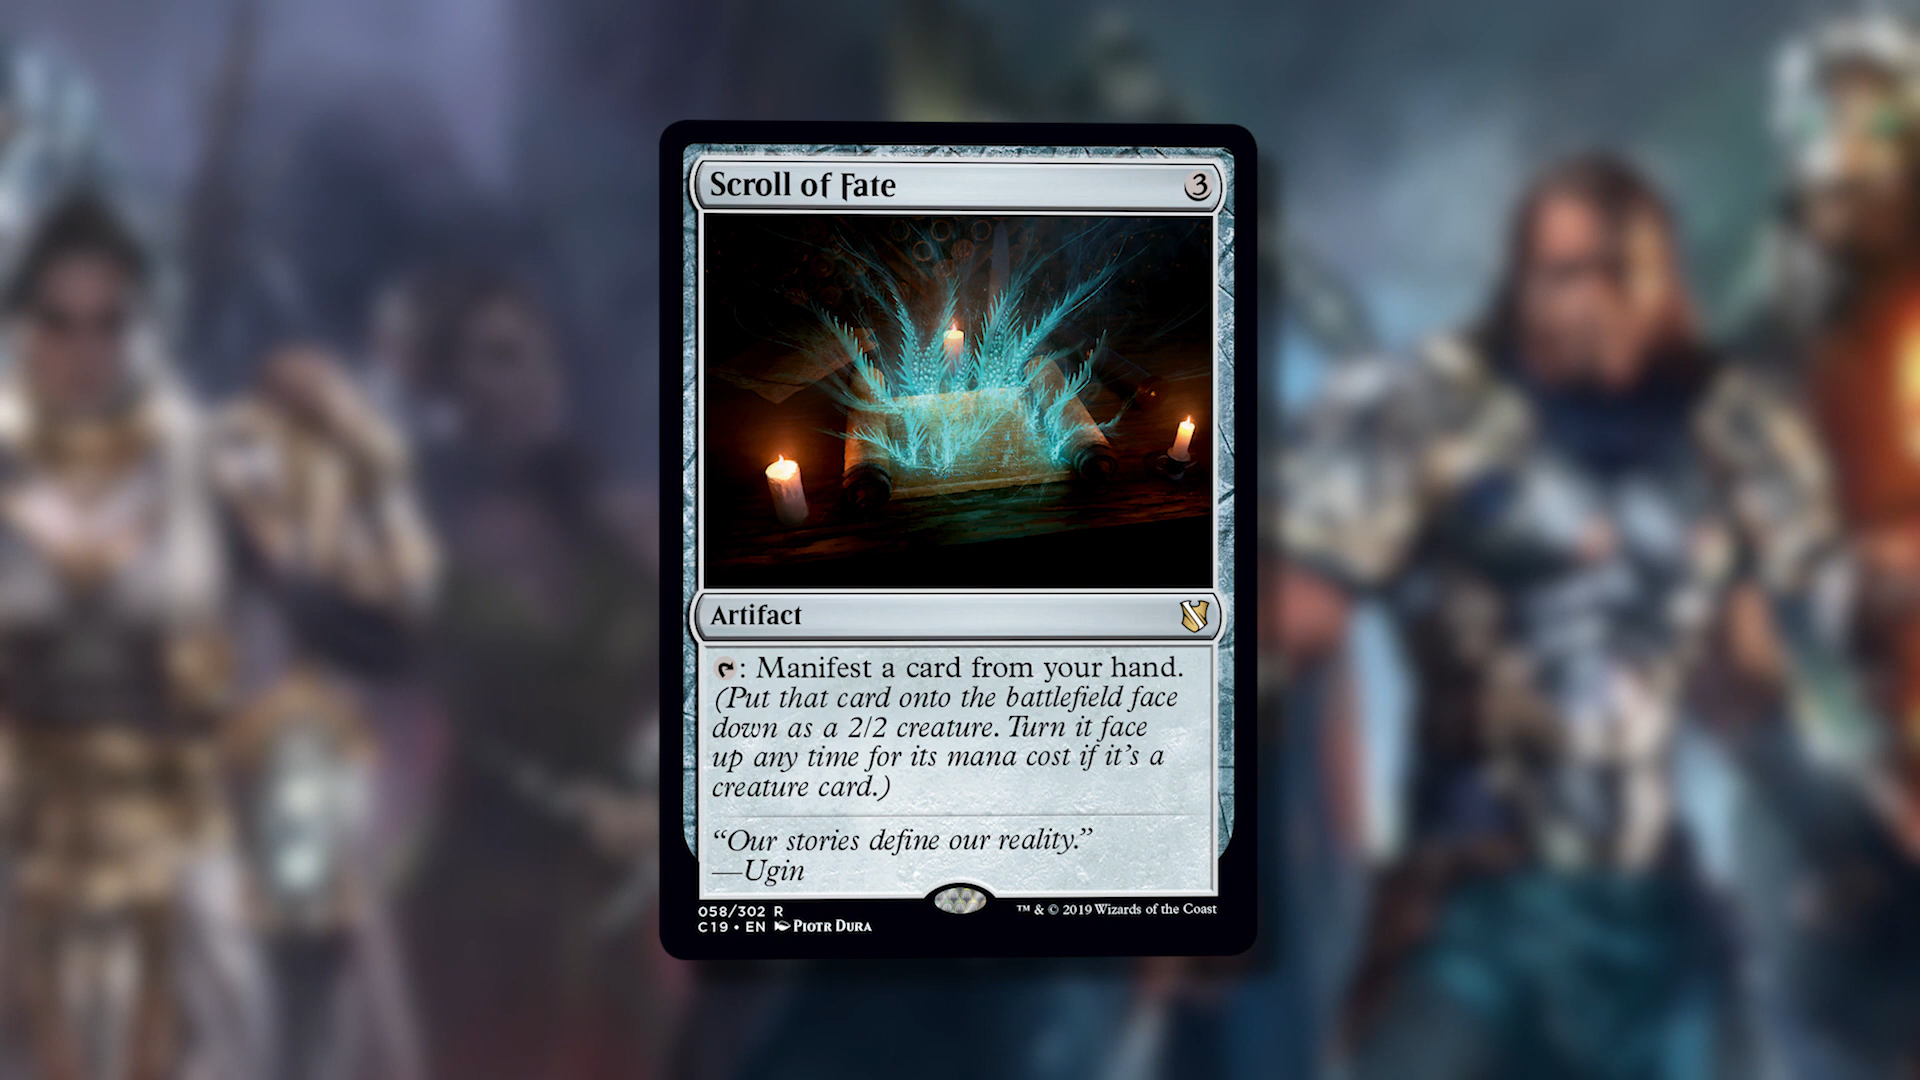 Scroll of Fate 3
Artifact
: Manifest a card from your hand.
(Put that card onto the battlefield face
down as a 2/2 creature. Turn it face
up any time for its mana cost if it’s a
creature card.)
“Our stories define our reality.”
—Ugin
058/302 R
™ & © 2019 Wizards of the Coast
C19 • EN Piotr Dura